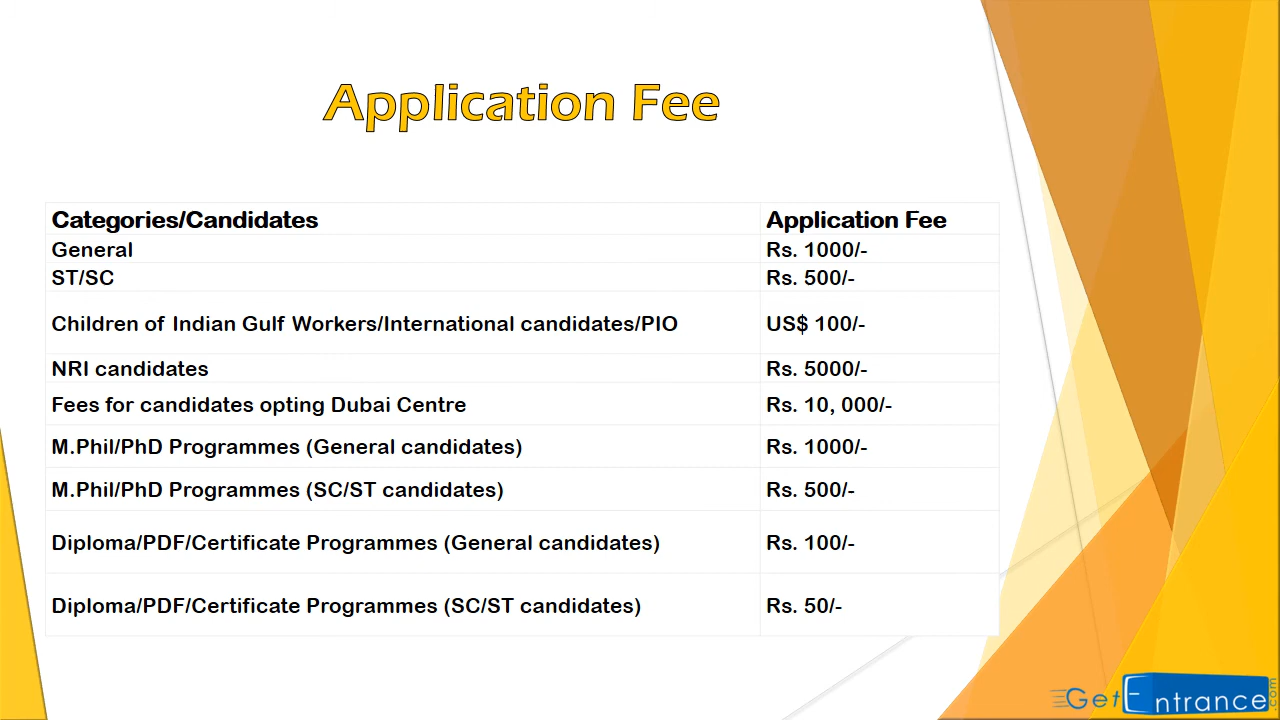 Application Fee
Categories/Candidates Application Fee
General Rs. 1000/-
ST/SC Rs. 500/-
Children of Indian Gulf Workers/International candidates/PIO US$ 100/-
NRI candidates Rs. 5000/-
Fees for candidates opting Dubai Centre Rs. 10, 000/-
M.Phil/PhD Programmes (General candidates) Rs. 1000/-
M.Phil/PhD Programmes (SC/ST candidates) Rs. 500/-
Diploma/PDF/Certificate Programmes (General candidates) Rs. 100/-
Diploma/PDF/Certificate Programmes (SC/ST candidates) Rs. 50/-
GetEntrance.com